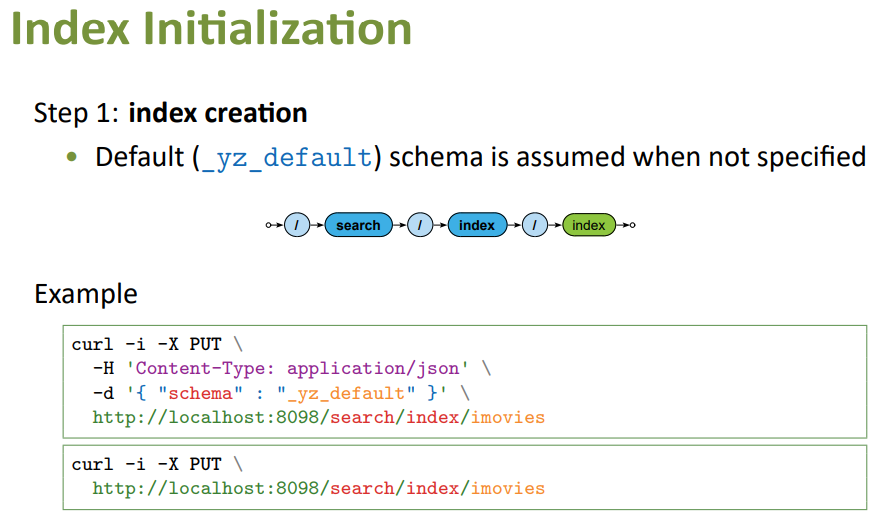 Index Initialization
Step 1: index creation
• Default (_yz_default) schema is assumed when not specified
/ search / index / index
Example
curl -i -X PUT \
-H 'Content-Type: application/json' \
-d '{ "schema" : "_yz_default" }' \
http://localhost:8098/search/index/imovies
curl -i -X PUT \
http://localhost:8098/search/index/imovies